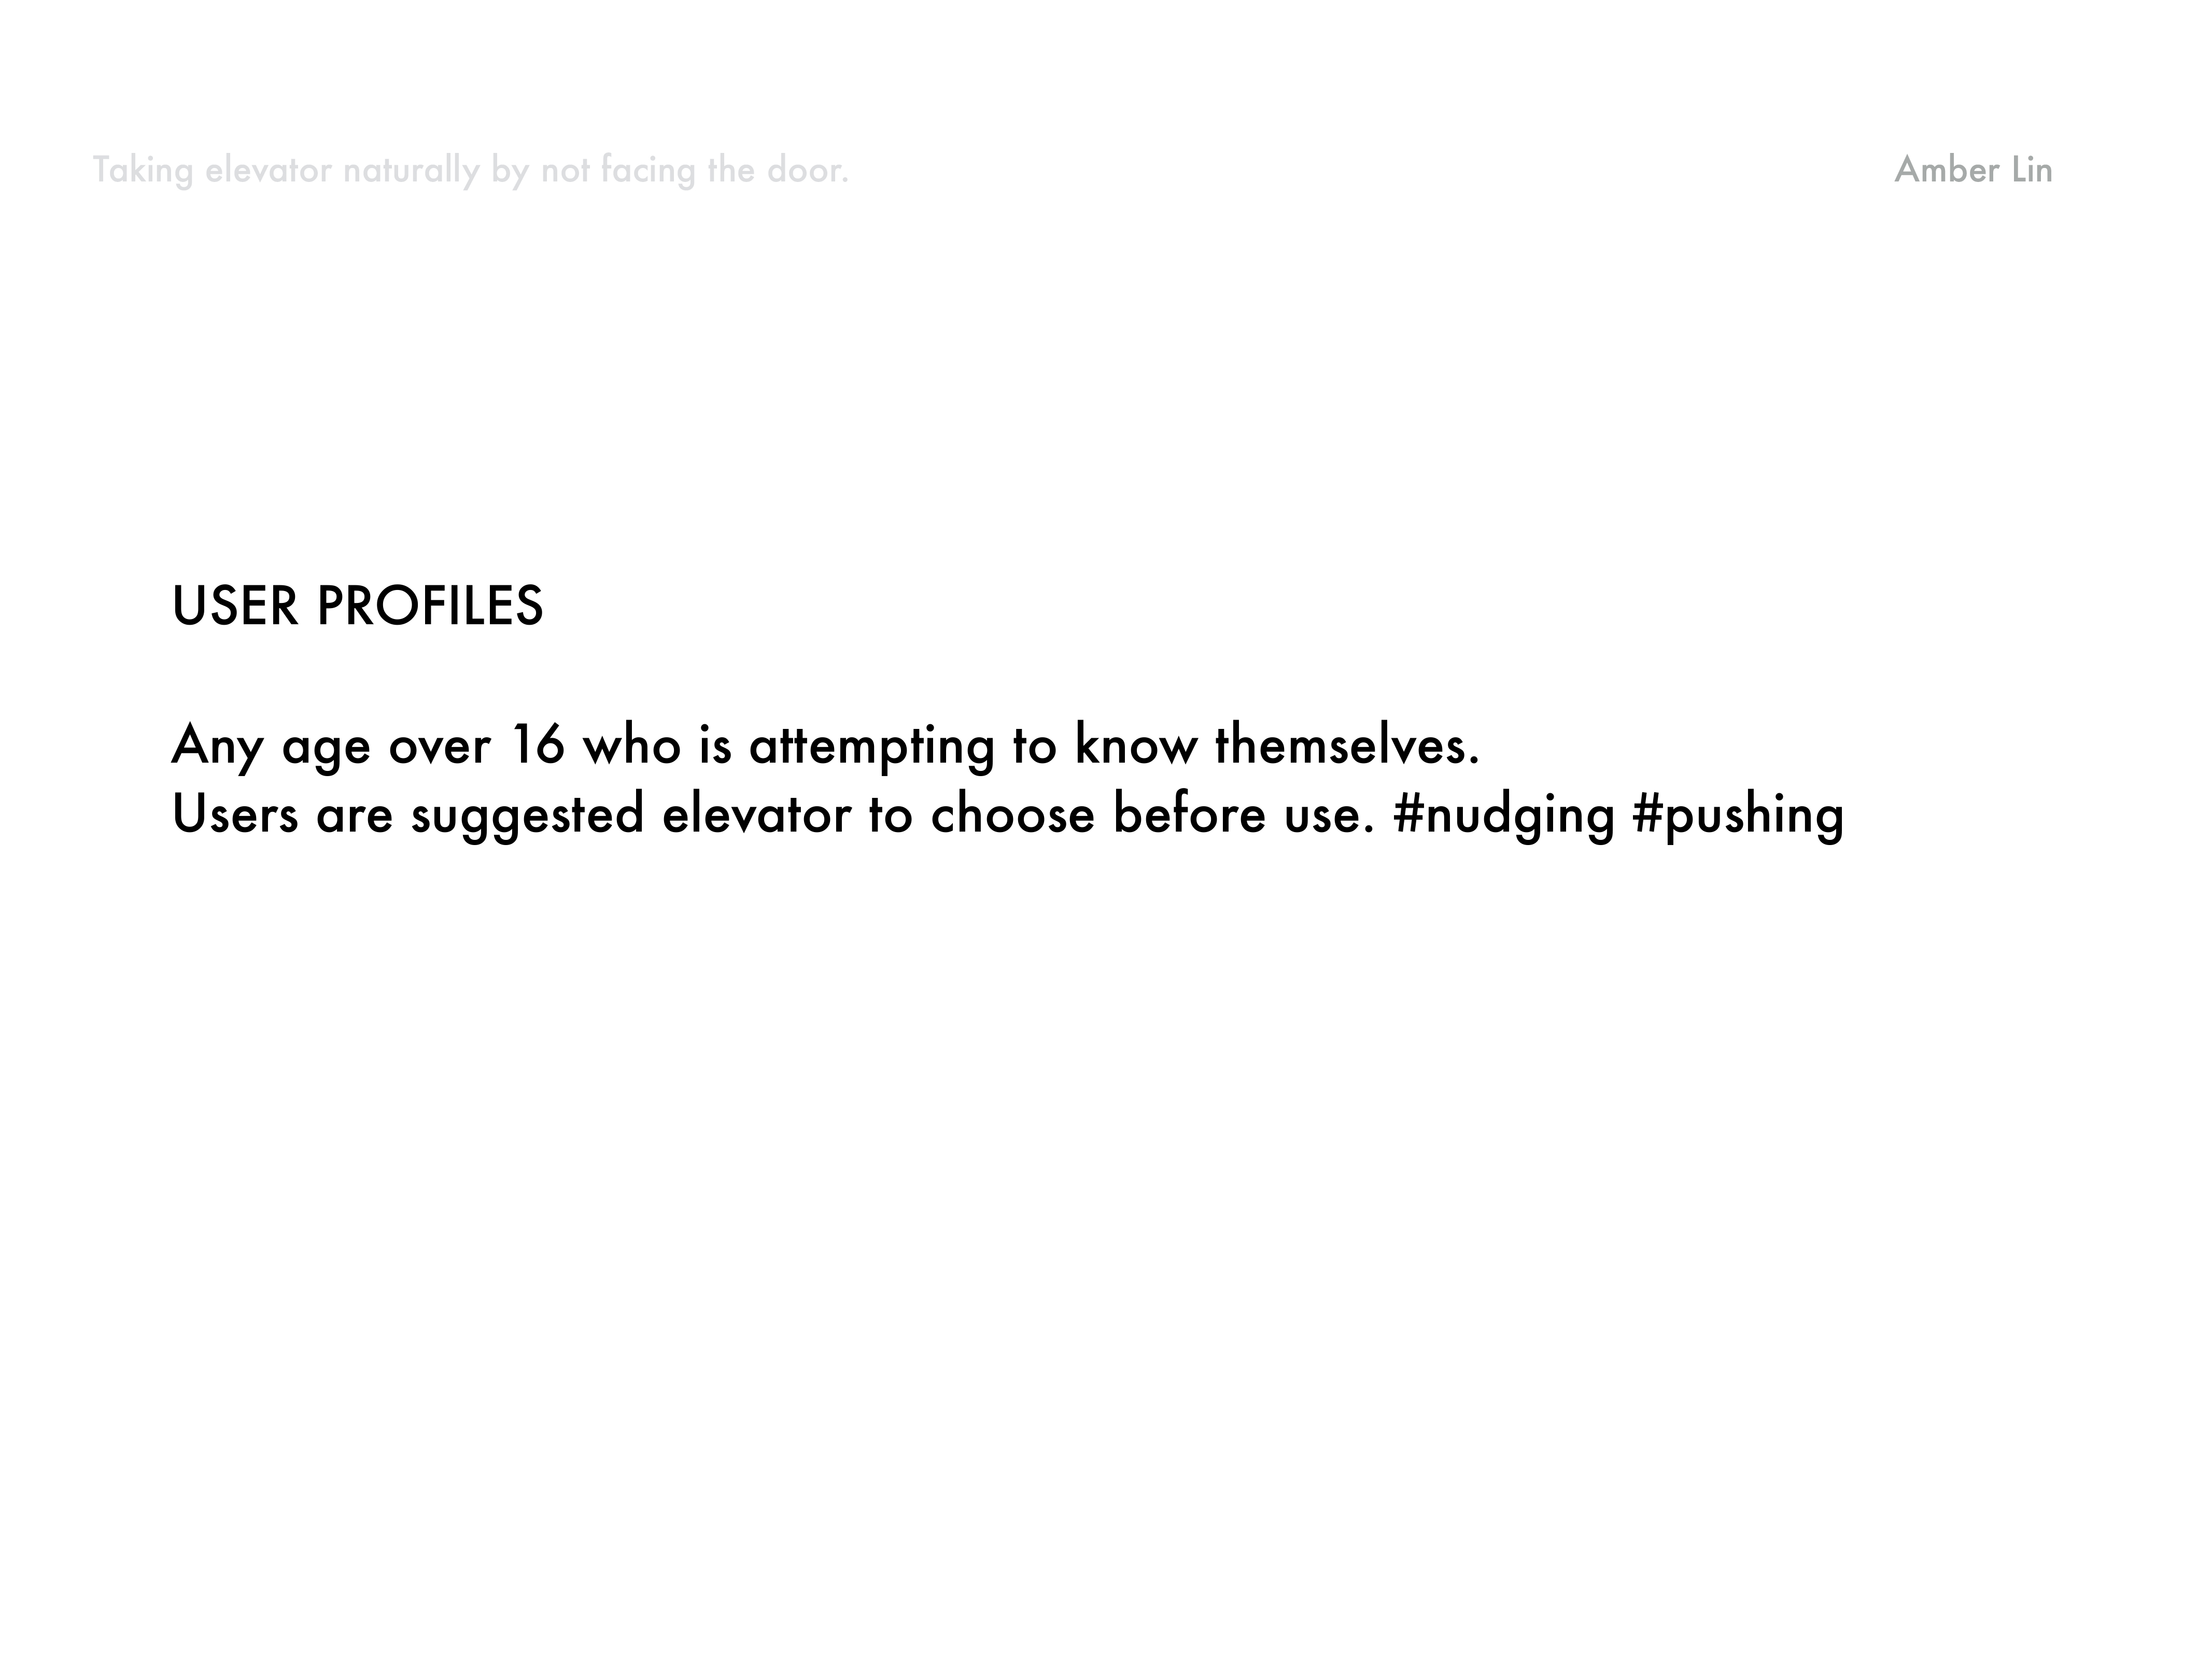 Taking elevator naturally by not facing the door.
Amber Lin
USER PROFILES
Any age over 16 who is attempting to know themselves.
Users are suggested elevator to choose before use. #nudging #pushing